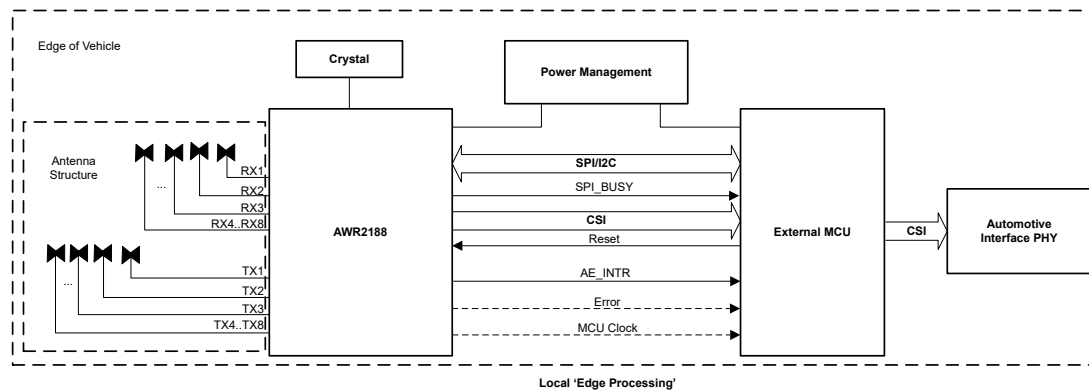 Edge of Vehicle
Crystal
Power Management
Antenna
Structure
...
RX1
RX2
RX3
RX4..RX8
...
TX1
TX2
TX3
TX4..TX8
AWR2188
SPI/I2C
SPI_BUSY
CSI
Reset
AE_INTR
Error
MCU Clock
External MCU
CSI
Automotive
Interface PHY
Local ‘Edge Processing’